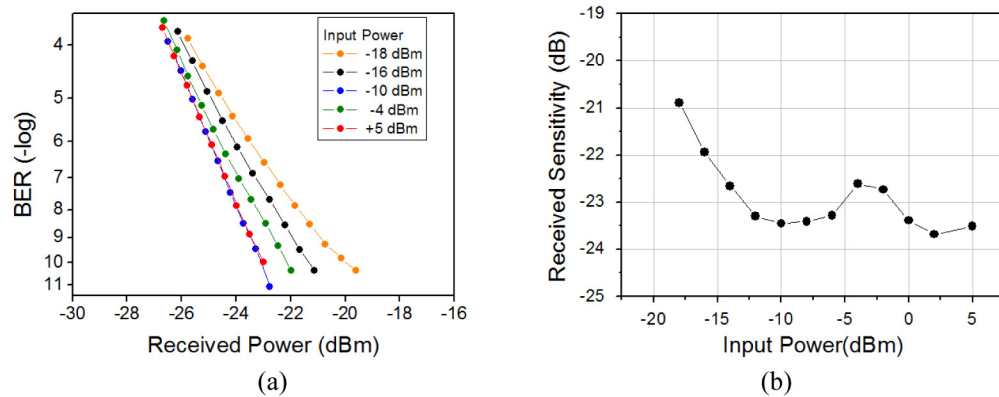 BER (-log)
4
5
6
7
8
9
10
11
Input Power
-18 dBm
-16 dBm
-10 dBm
-4 dBm
+5 dBm
-30 -28 -26 -24 -22 -20 -18 -16
Received Power (dBm)
(a)
Received Sensitivity (dB)
-19
-20
-21
-22
-23
-24
-25
-20 -15 -10 -5 0 5
Input Power(dBm)
(b)